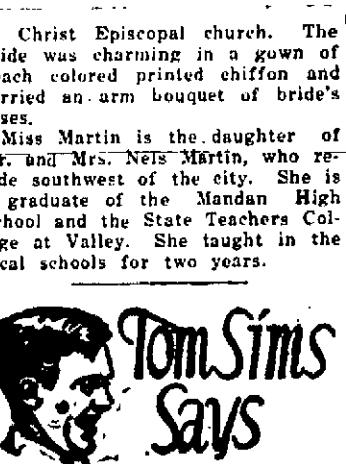 Christ Episcopal church. The
ide was charming in a gown of
each colored printed chiffon and
rried an arm bouquet of bride's
ses.
Miss Martin is the daughter of
r. and Mrs. Nels Martin, who re-
de southwest of the city. She is
graduate of the Mandan High
chool and the State Teachers Col-
ge at Valley. She taught in the
cal schools for two years.
Tom Sims
Says